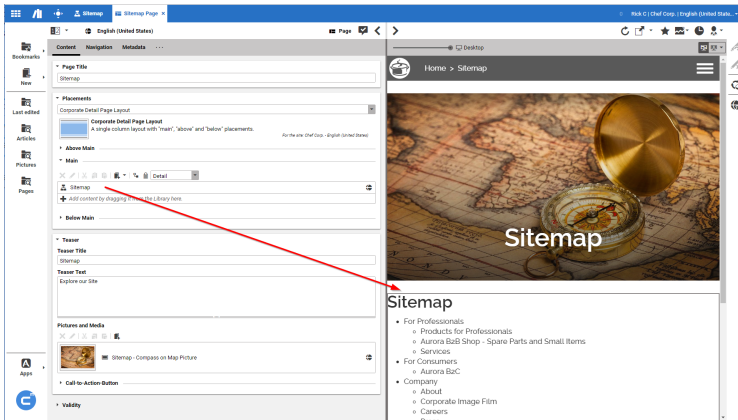 Sitemap
Sitemap Page ×
Rick C | Chef Corp. | English (United State...
English (United States)
Page
Content Navigation Metadata ...
Desktop
Bookmarks
New
Last edited
Articles
Pictures
Pages
Apps
Page Title
Sitemap
Placements
Corporate Detail Page Layout
Corporate Detail Page Layout
A single column layout with "main", "above" and "below" placements.
For the site: Chef Corp. - English (United States)
Above Main
Main
Detail
Sitemap
Add content by dragging it from the Library here.
Below Main
Teaser
Teaser Title
Sitemap
Teaser Text
Explore our Site
Pictures and Media
Sitemap - Compass on Map Picture
Call-to-Action-Button
Validity
Home > Sitemap
Sitemap
Sitemap
For Professionals
Products for Professionals
Aurora B2B Shop - Spare Parts and Small Items
Services
For Consumers
Aurora B2C
Company
About
Corporate Image Film
Careers